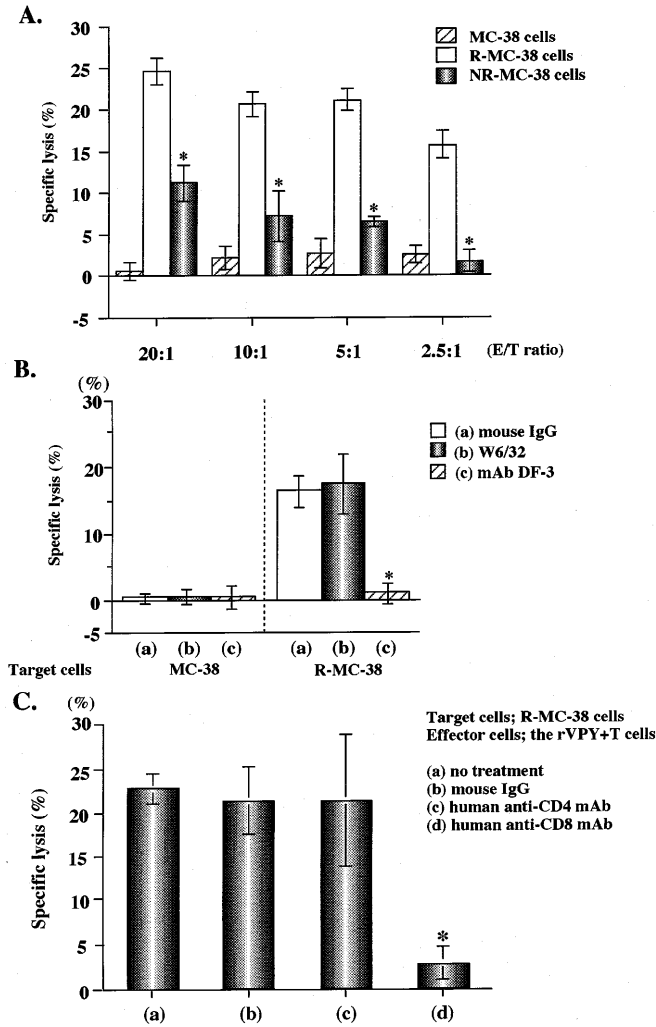 A.
30
25
20
15
10
5
0
-5
Specific lysis (%)
MC-38 cells
R-MC-38 cells
NR-MC-38 cells
* * * *
20:1 10:1 5:1 2.5:1 (E/T ratio)
B.
(%)
30
20
10
0
-5
Specific lysis (%)
(a) mouse IgG
(b) W6/32
(c) mAb DF-3
*
(a) (b) (c) (a) (b) (c)
Target cells MC-38 R-MC-38
C.
(%)
30
25
20
15
10
5
0
Specific lysis (%)
Target cells; R-MC-38 cells
Effector cells; the rVPY+T cells
(a) no treatment
(b) mouse IgG
(c) human anti-CD4 mAb
(d) human anti-CD8 mAb
*
(a) (b) (c) (d)